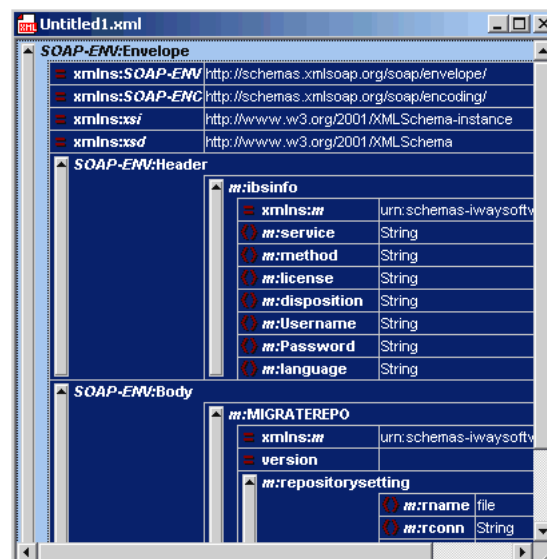 Untitled1.xml
SOAP-ENV:Envelope
= xmlns:SOAP-ENV http://schemas.xmlsoap.org/soap/envelope/
= xmlns:SOAP-ENC http://schemas.xmlsoap.org/soap/encoding/
= xmlns:xsi http://www.w3.org/2001/XMLSchema-instance
= xmlns:xsd http://www.w3.org/2001/XMLSchema
SOAP-ENV:Header
m:ibsinfo
= xmlns:m urn:schemas-iwaysoftw
() m:service String
() m:method String
() m:license String
() m:disposition String
() m:Username String
() m:Password String
() m:language String
SOAP-ENV:Body
m:MIGRATEREPO
= xmlns:m urn:schemas-iwaysoftw
= version
m:repositorysetting
() m:rname file
() m:rconn String